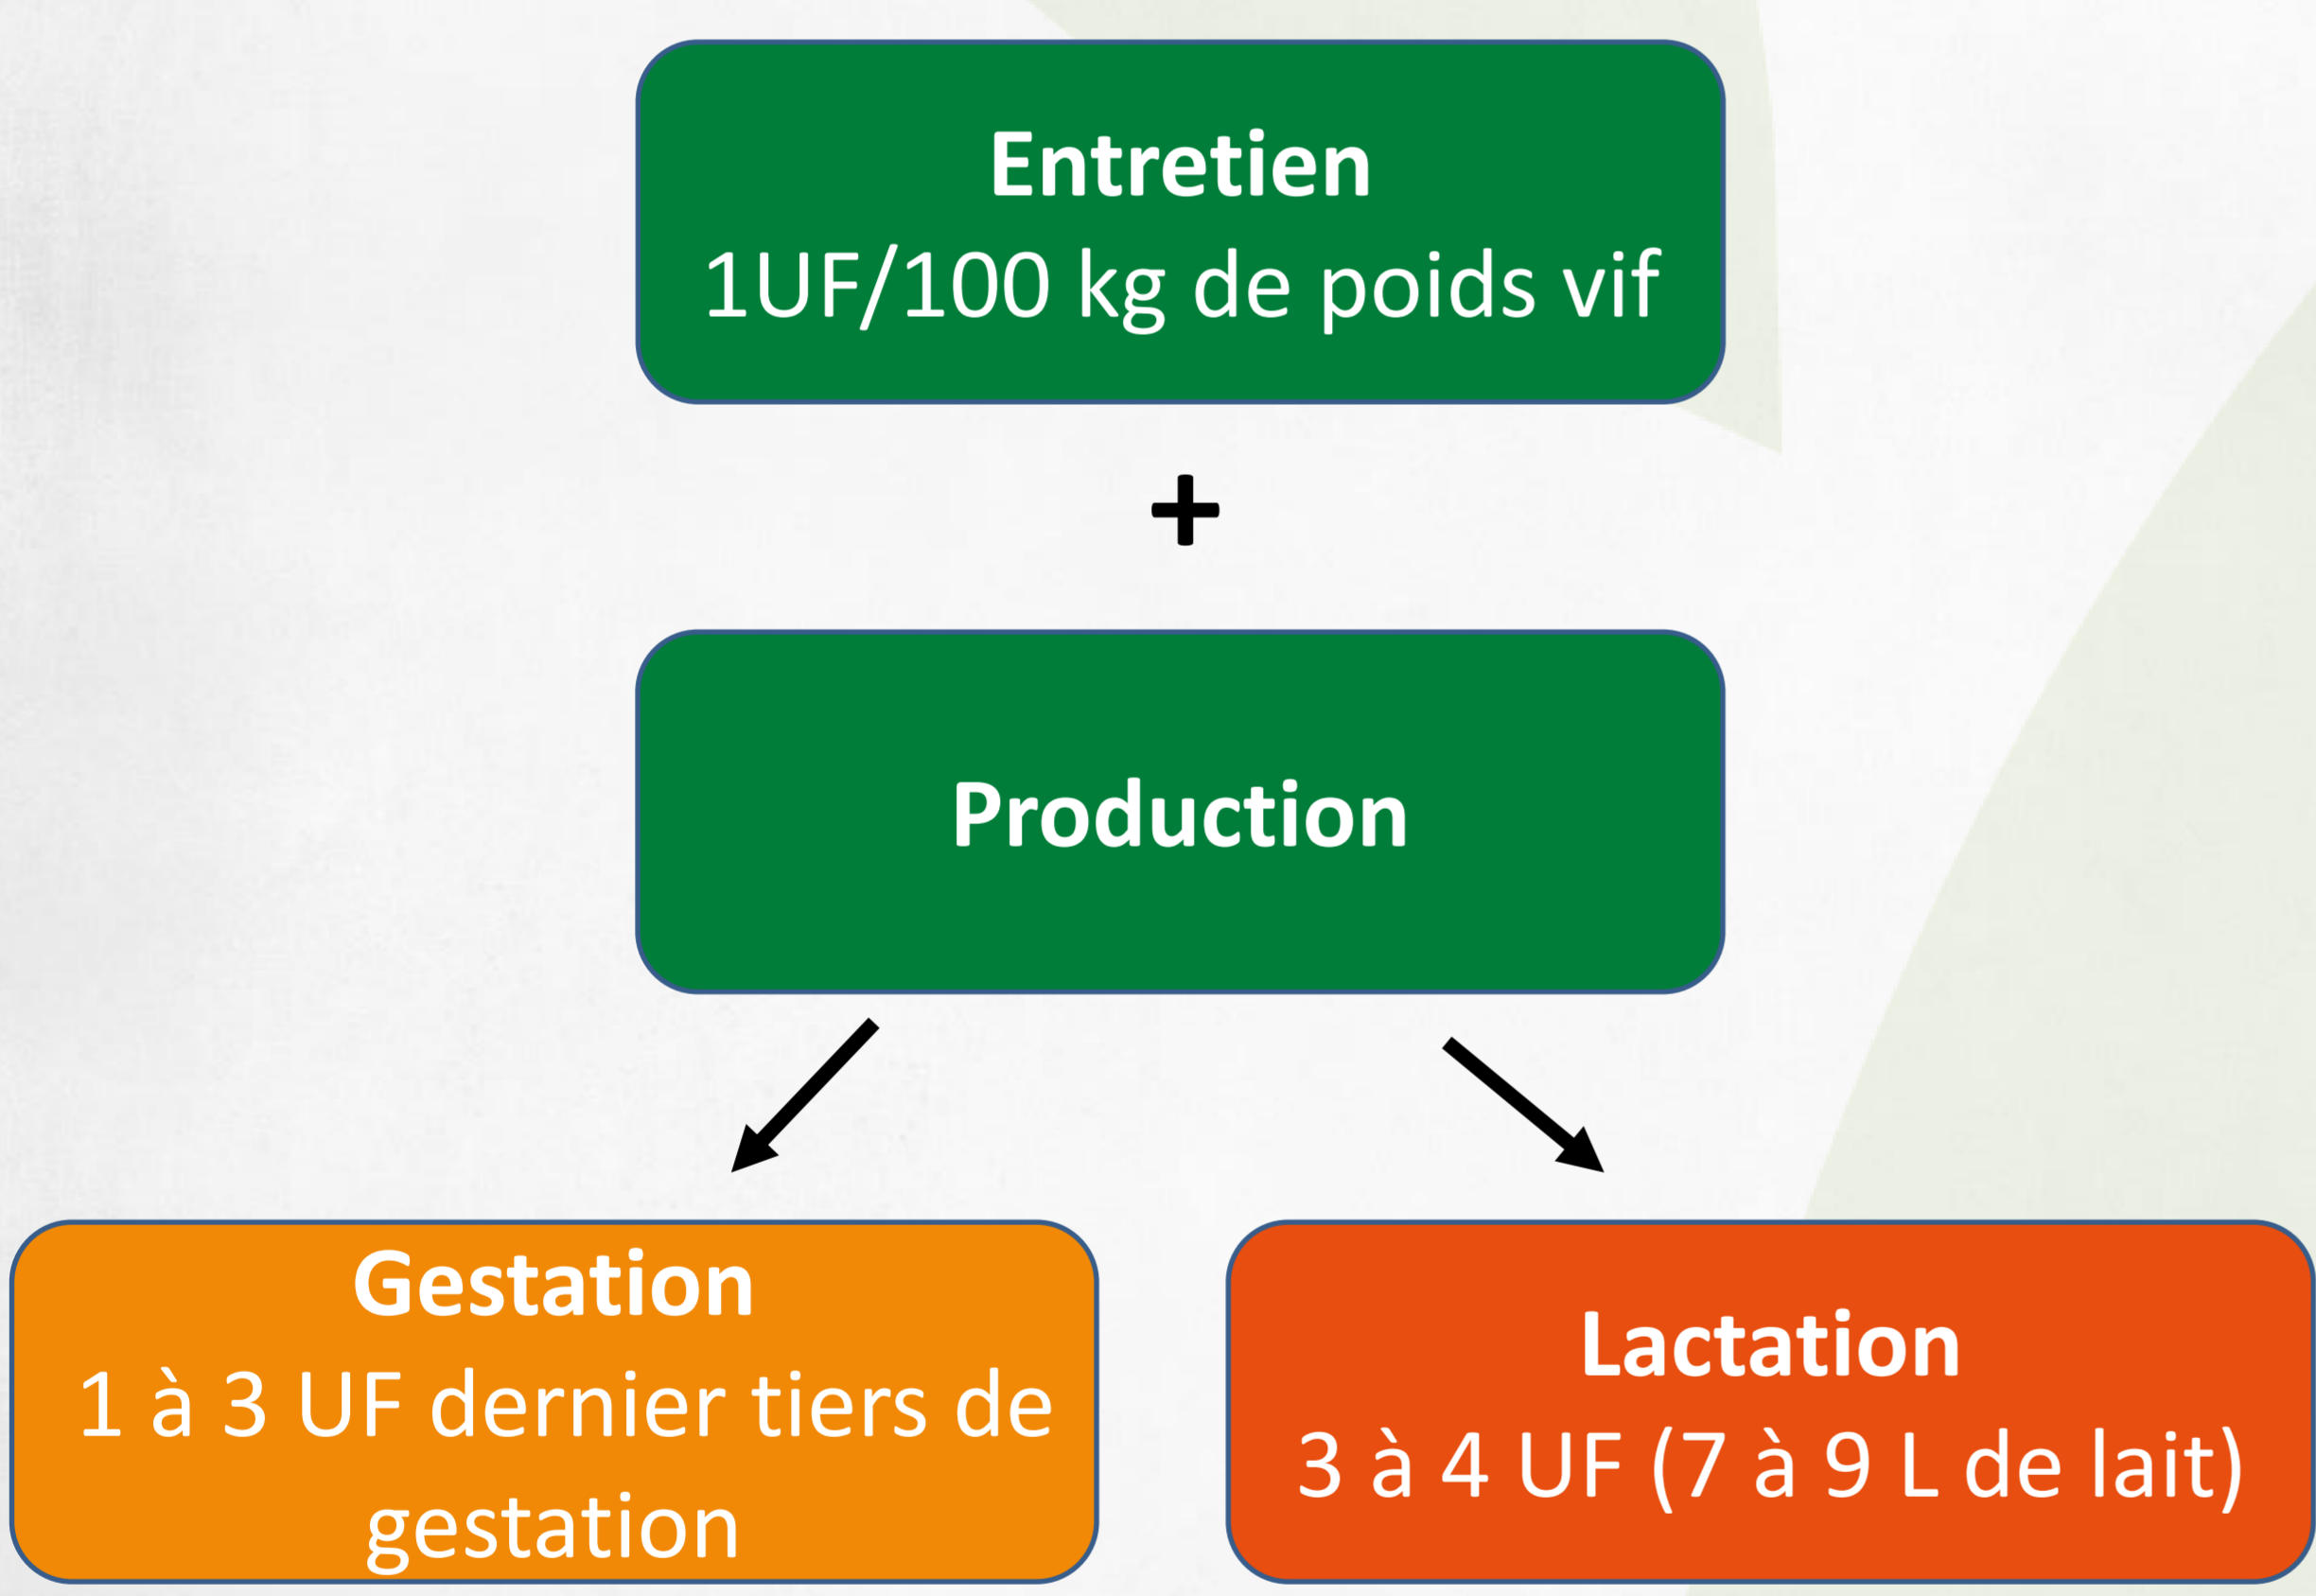 Entretien
1UF/100 kg de poids vif
+
Production
Gestation
1 à 3 UF dernier tiers de
gestation
Lactation
3 à 4 UF (7 à 9 L de lait)